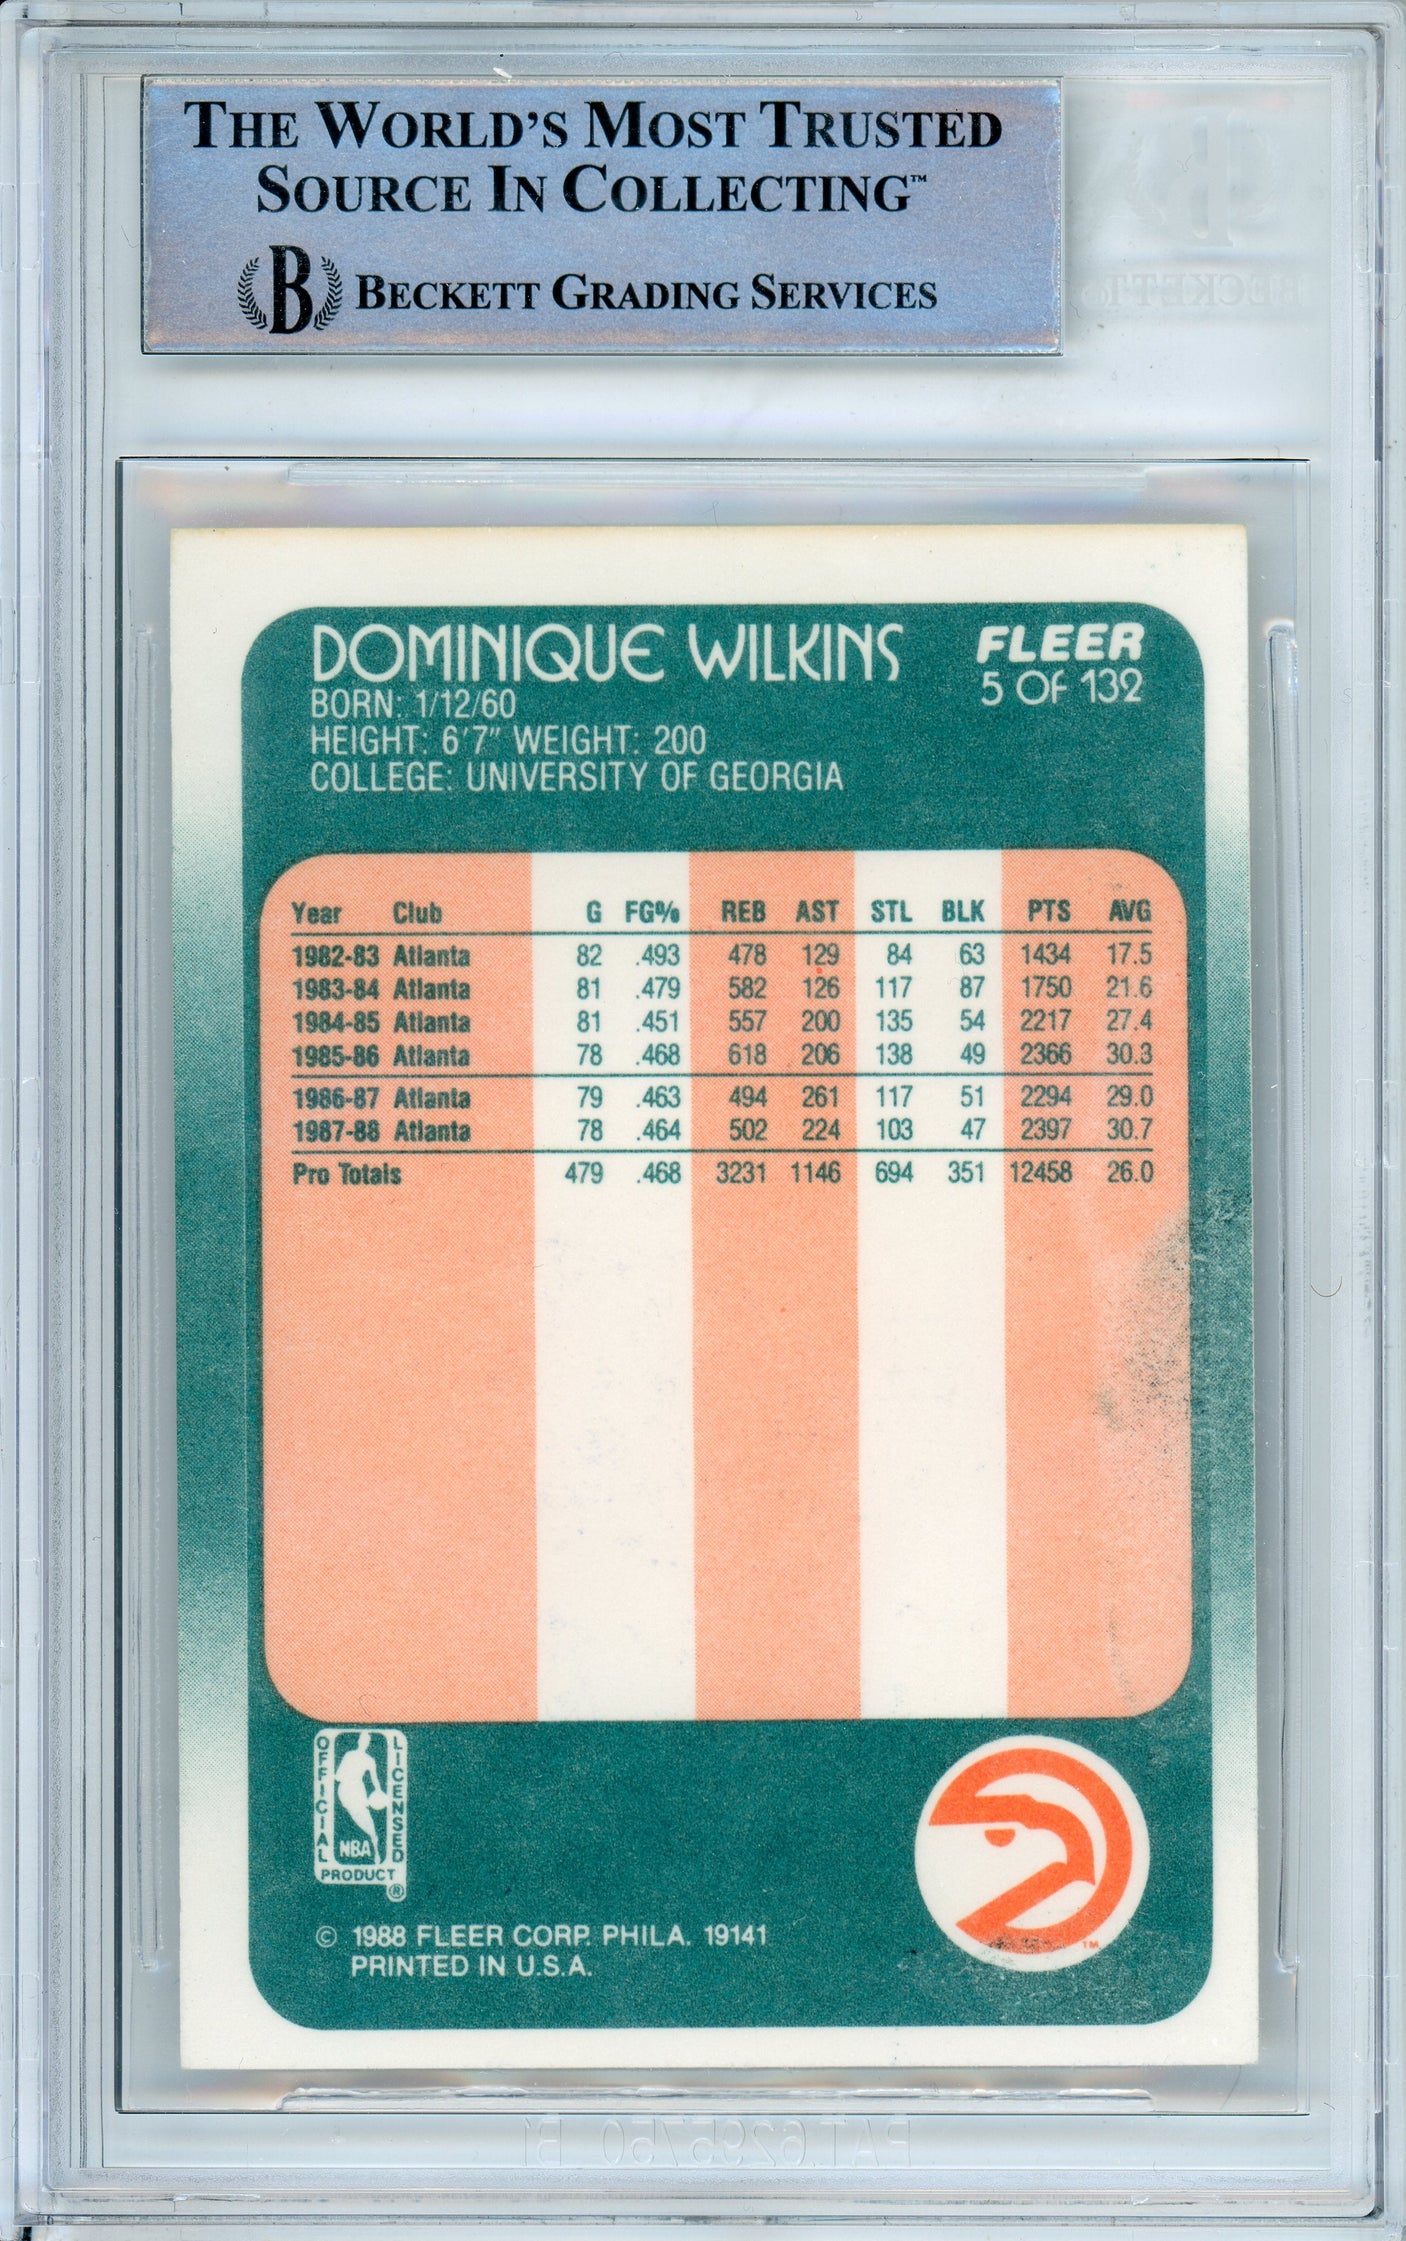 THE WORLD'S MOST TRUSTED
SOURCE IN COLLECTING™
B BECKETT GRADING SERVICES
DOMINIQUE WILKINS
FLEER
5 OF 132
BORN: 1/12/60
HEIGHT: 6'7" WEIGHT: 200
COLLEGE: UNIVERSITY OF GEORGIA
Year Club G FG% REB AST STL BLK PTS AVG
1982-83 Atlanta 82 .493 478 129 84 63 1434 17.5
1983-84 Atlanta 81 .479 582 126 117 87 1750 21.6
1984-85 Atlanta 81 .451 557 200 135 54 2217 27.4
1985-86 Atlanta 78 .468 618 206 138 49 2366 30.3
1986-87 Atlanta 79 .463 494 261 117 51 2294 29.0
1987-88 Atlanta 78 .464 502 224 103 47 2397 30.7
Pro Totals 479 .468 3231 1146 694 351 12458 26.0
OFFICIAL LICENSED
NBA
PRODUCT
®
TM
© 1988 FLEER CORP. PHILA. 19141
PRINTED IN U.S.A.
PAT.6295750 B1